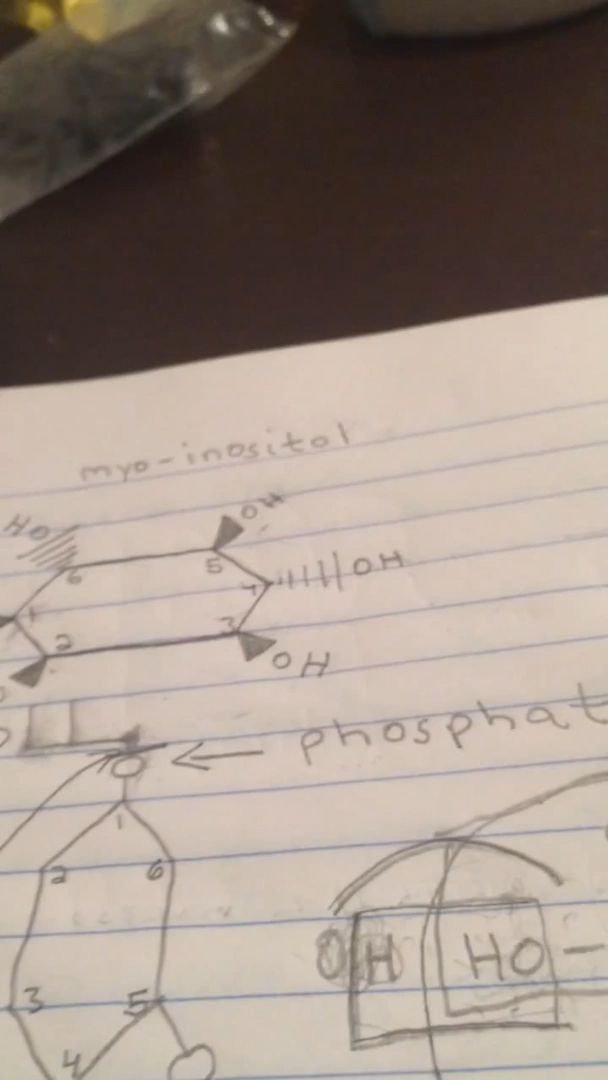 myo-inositol
HO OH
6 5
4 OH
1
2 3
OH
← phosphat
O
1
2 6
OH HO-
3 5
4